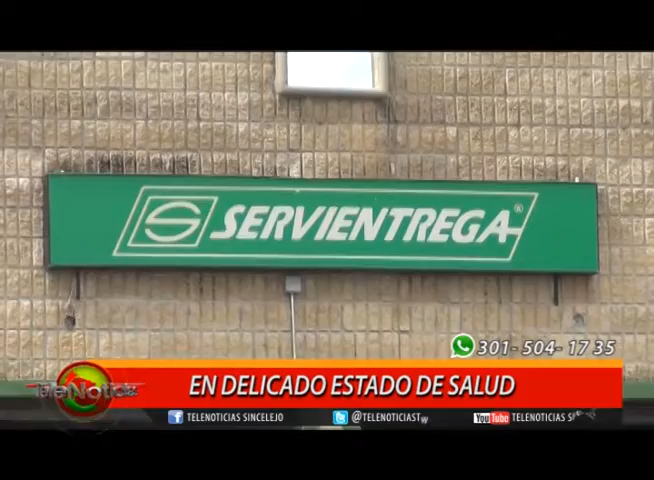 SERVIENTREGA®
301-504-1735
EN DELICADO ESTADO DE SALUD
TELENOTICIAS SINCELEJO
@TELENOTICIAST
YouTube TELENOTICIAS